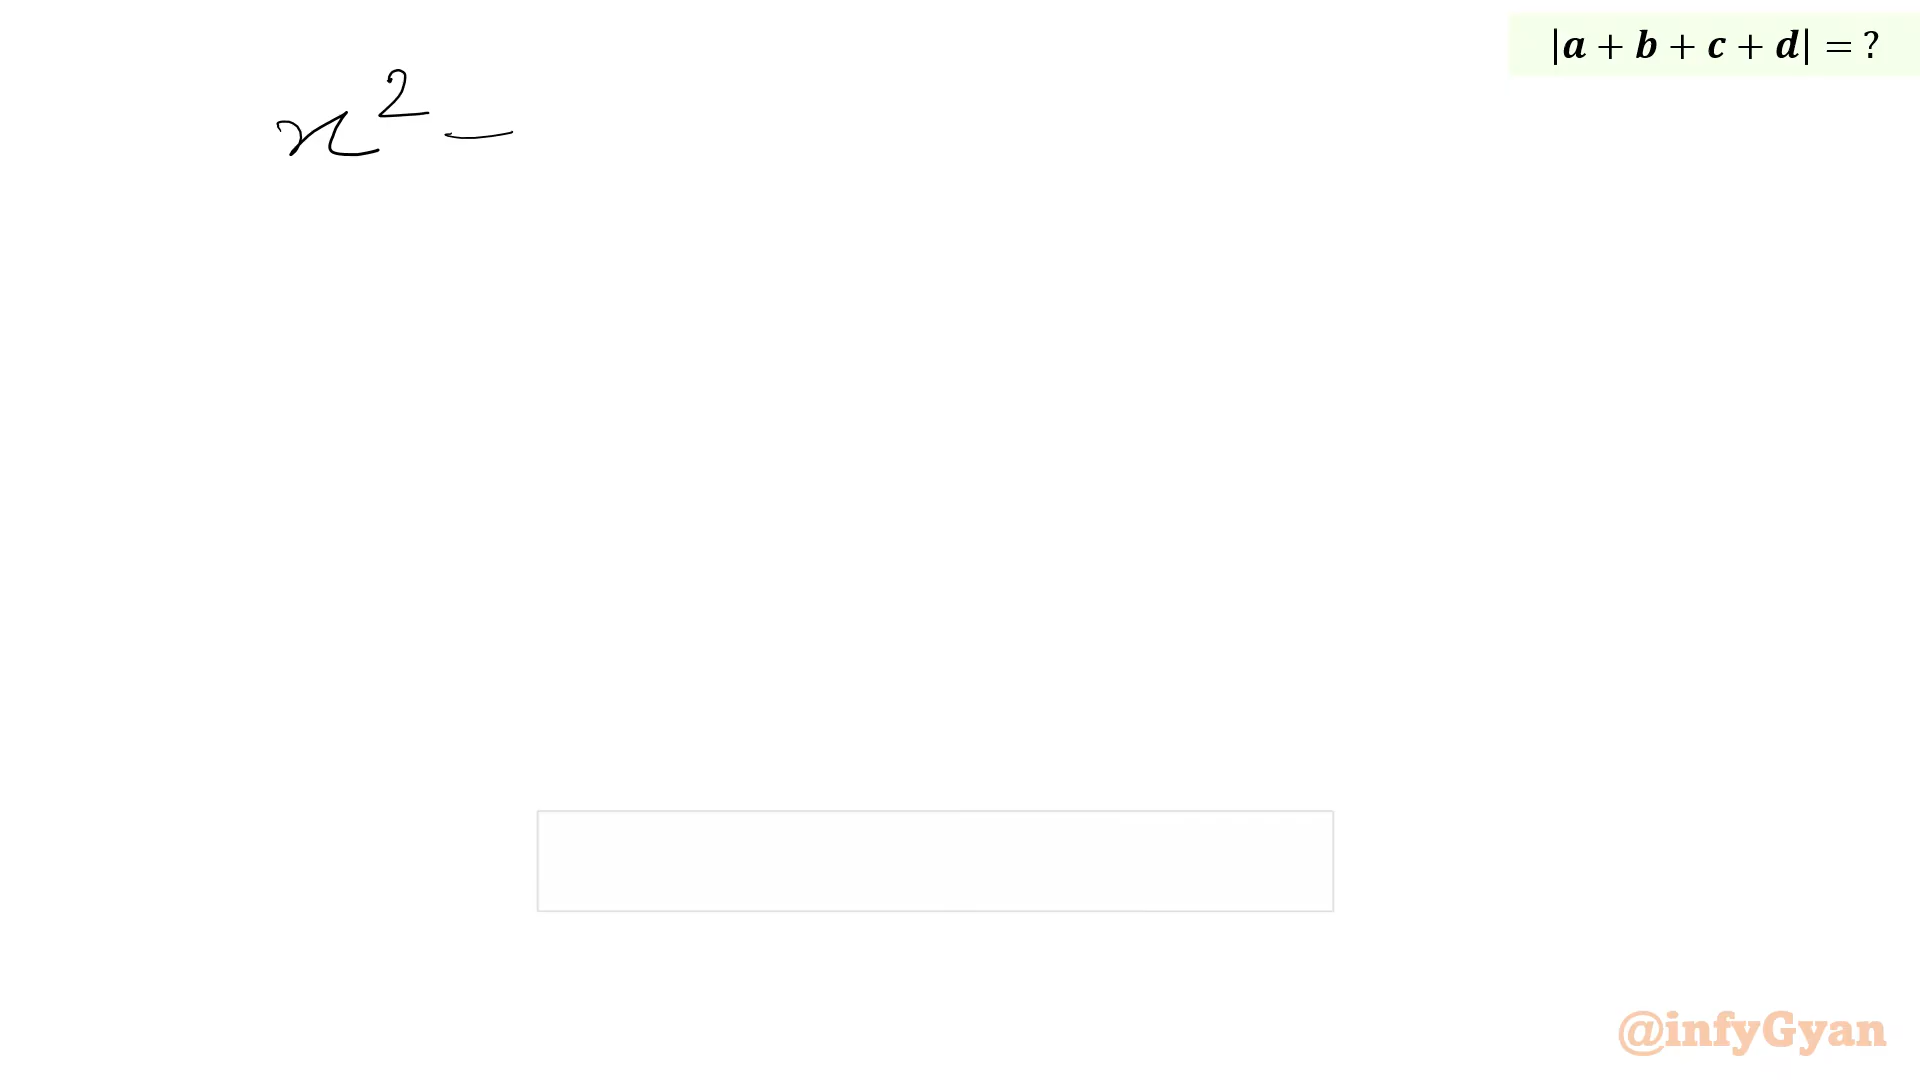 |a + b + c + d| = ?
x² –
@infyGyan